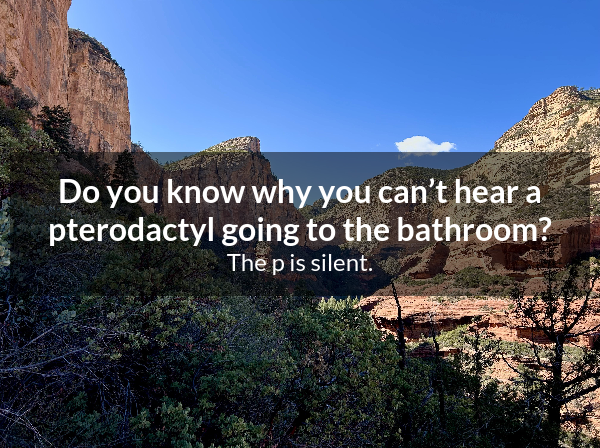 Do you know why you can’t hear a
pterodactyl going to the bathroom?
The p is silent.